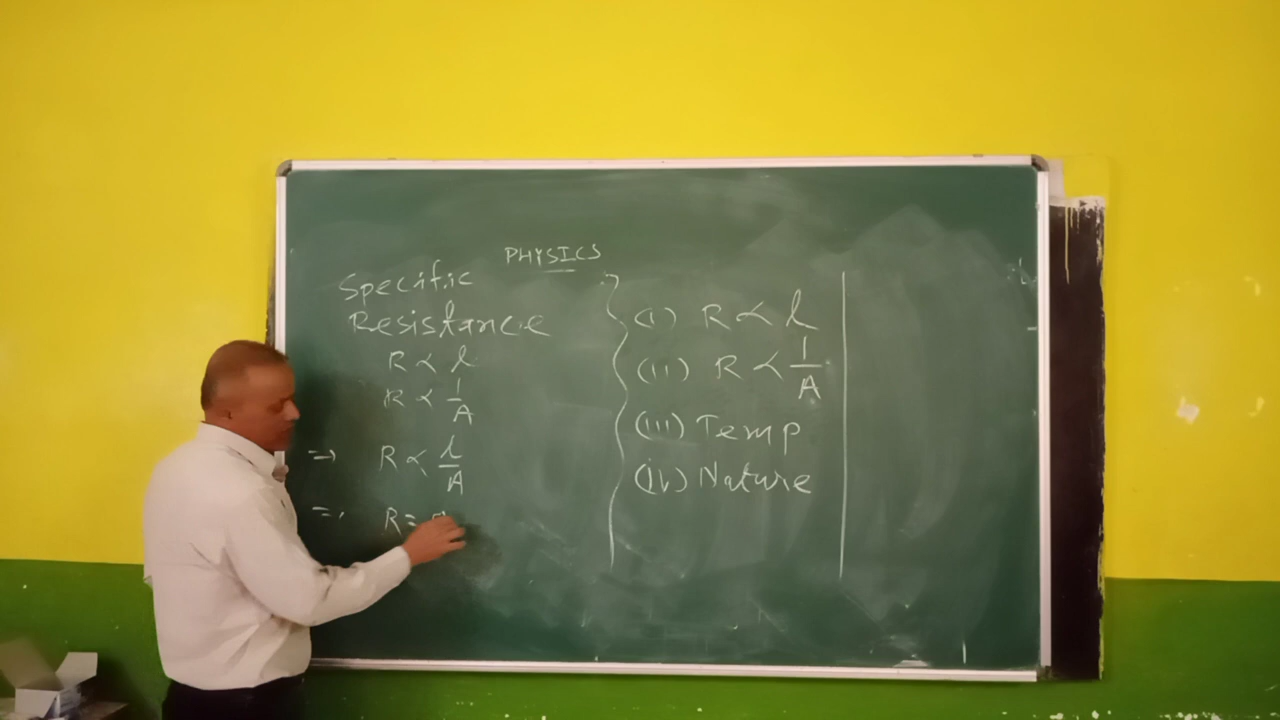 PHYSICS
Specific
Resistance
R ∝ l
R ∝ 1/A
⇒ R ∝ l/A
⇒ R =
(i) R ∝ l
(ii) R ∝ 1/A
(iii) Temp
(iv) Nature